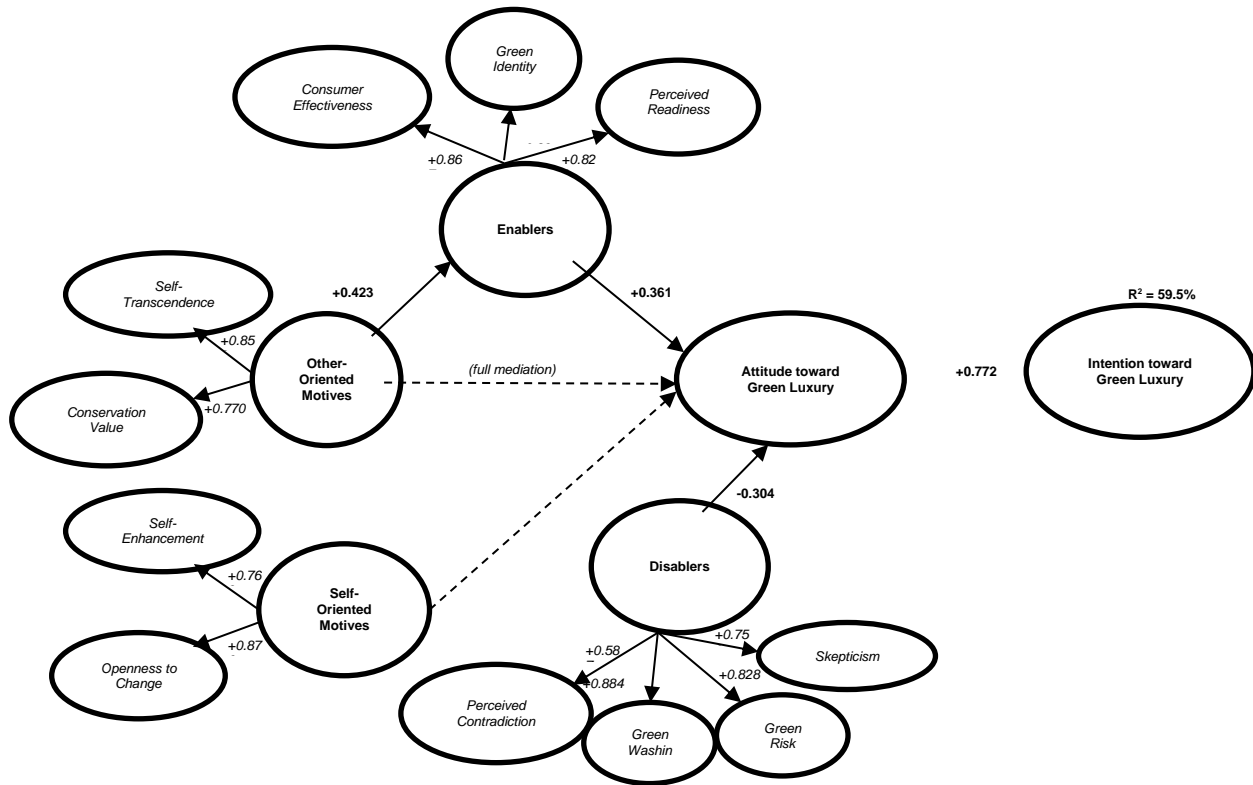 Green
Identity
Consumer
Effectiveness
Perceived
Readiness
+0.86
+0.82
Enablers
Self-
Transcendence
+0.423
+0.361
R² = 59.5%
+0.85
Other-
Oriented
Motives
(full mediation)
Attitude toward
Green Luxury
+0.772
Intention toward
Green Luxury
Conservation
Value
+0.770
-0.304
Self-
Enhancement
Disablers
+0.76
Self-
Oriented
Motives
+0.87
Openness to
Change
+0.58
+0.75
Skepticism
+0.884
+0.828
Perceived
Contradiction
Green
Washin
Green
Risk